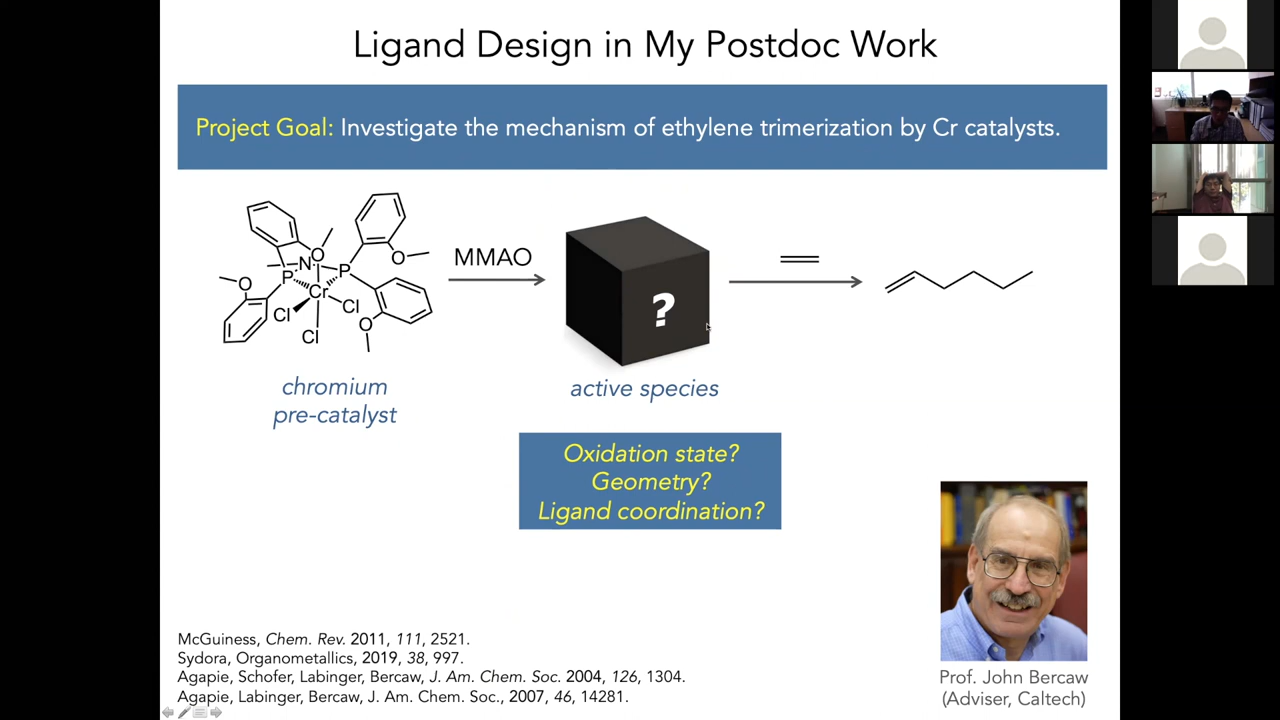 Ligand Design in My Postdoc Work
Project Goal: Investigate the mechanism of ethylene trimerization by Cr catalysts.
O
O
N
P
P
O
Cr
Cl
Cl
Cl
O
MMAO
?
chromium
pre-catalyst
active species
Oxidation state?
Geometry?
Ligand coordination?
McGuiness, Chem. Rev. 2011, 111, 2521.
Sydora, Organometallics, 2019, 38, 997.
Agapie, Schofer, Labinger, Bercaw, J. Am. Chem. Soc. 2004, 126, 1304.
Agapie, Labinger, Bercaw, J. Am. Chem. Soc., 2007, 46, 14281.
Prof. John Bercaw
(Adviser, Caltech)